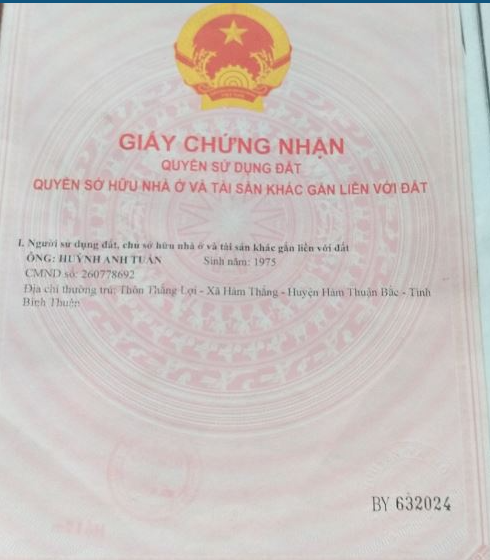 GIẤY CHỨNG NHẬN
QUYỀN SỬ DỤNG ĐẤT
QUYỀN SỞ HỮU NHÀ Ở VÀ TÀI SẢN KHÁC GẮN LIỀN VỚI ĐẤT
I. Người sử dụng đất, chủ sở hữu nhà ở và tài sản khác gắn liền với đất
ÔNG: HUỲNH ANH TUẤN Sinh năm: 1975
CMND số: 260778692
Địa chỉ thường trú: Thôn Thắng Lợi - Xã Hàm Thắng - Huyện Hàm Thuận Bắc - Tỉnh
Bình Thuận
BY 632024